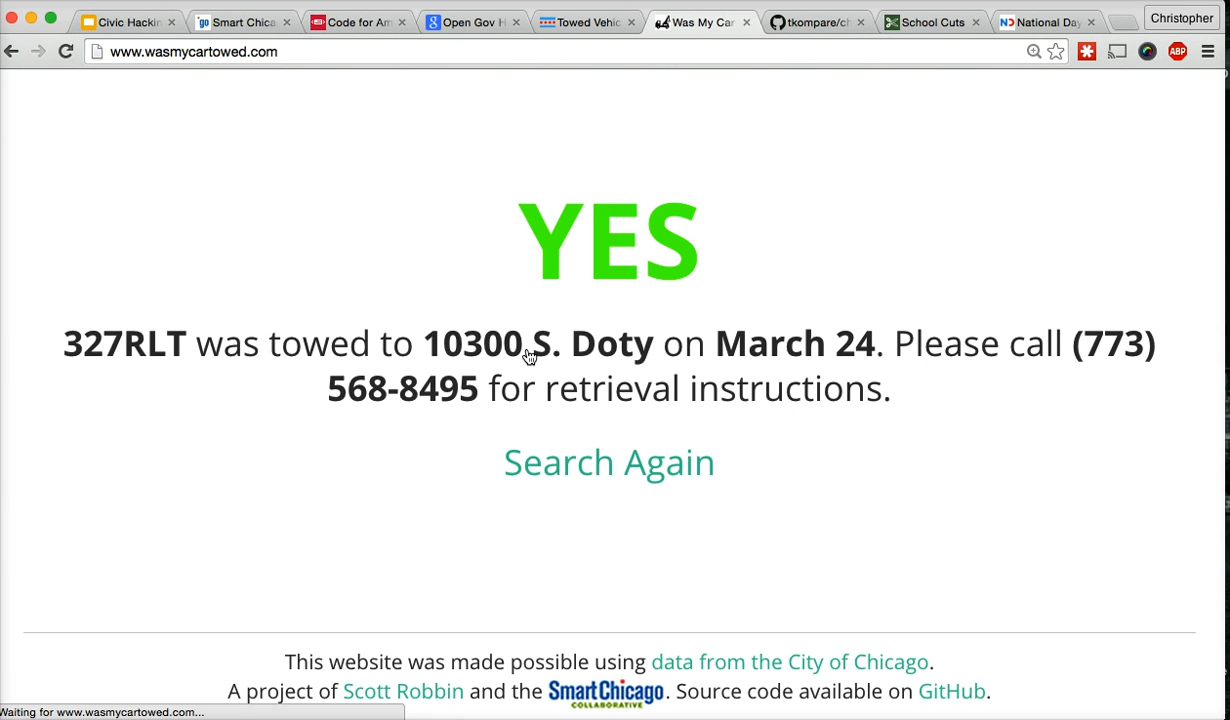 Civic Hackin
Smart Chica
Code for Am
Open Gov H
Towed Vehic
Was My Car
tkompare/ch
School Cuts
National Day
Christopher
www.wasmycartowed.com
ABP
YES
327RLT was towed to 10300 S. Doty on March 24. Please call (773)
568-8495 for retrieval instructions.
Search Again
This website was made possible using data from the City of Chicago.
A project of Scott Robbin and the SmartChicago COLLABORATIVE. Source code available on GitHub.
Waiting for www.wasmycartowed.com...